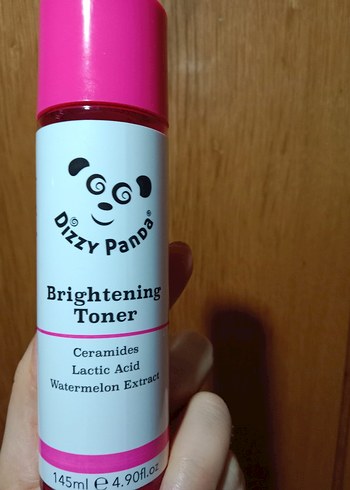 Dizzy Panda®
Brightening
Toner
Ceramides
Lactic Acid
Watermelon Extract
145ml ℮ 4.90fl.oz